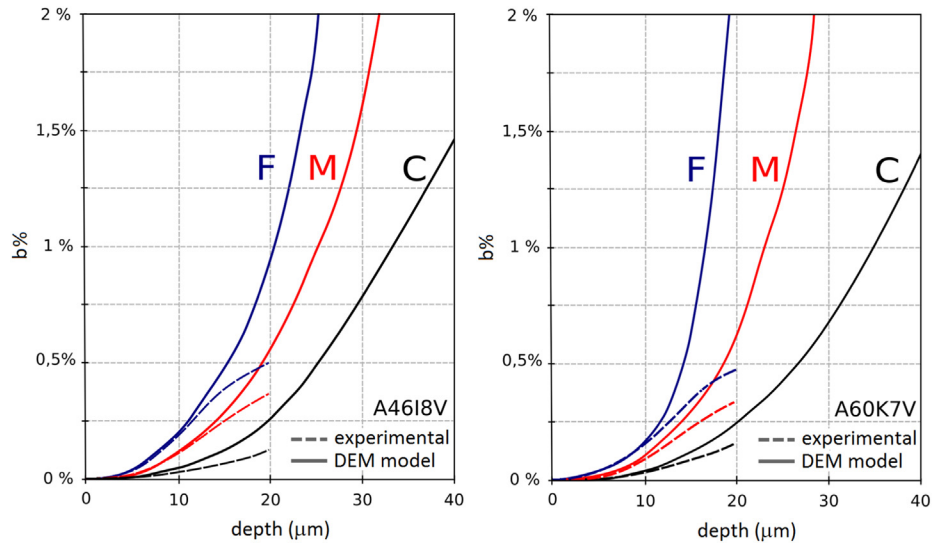 2 %
1,5%
1 %
0,5%
0 %
b%
F
M
C
A46I8V
experimental
DEM model
0
10
20
30
40
depth (μm)
2 %
1,5%
1 %
0,5%
0 %
b%
F
M
C
A60K7V
experimental
DEM model
0
10
20
30
40
depth (μm)